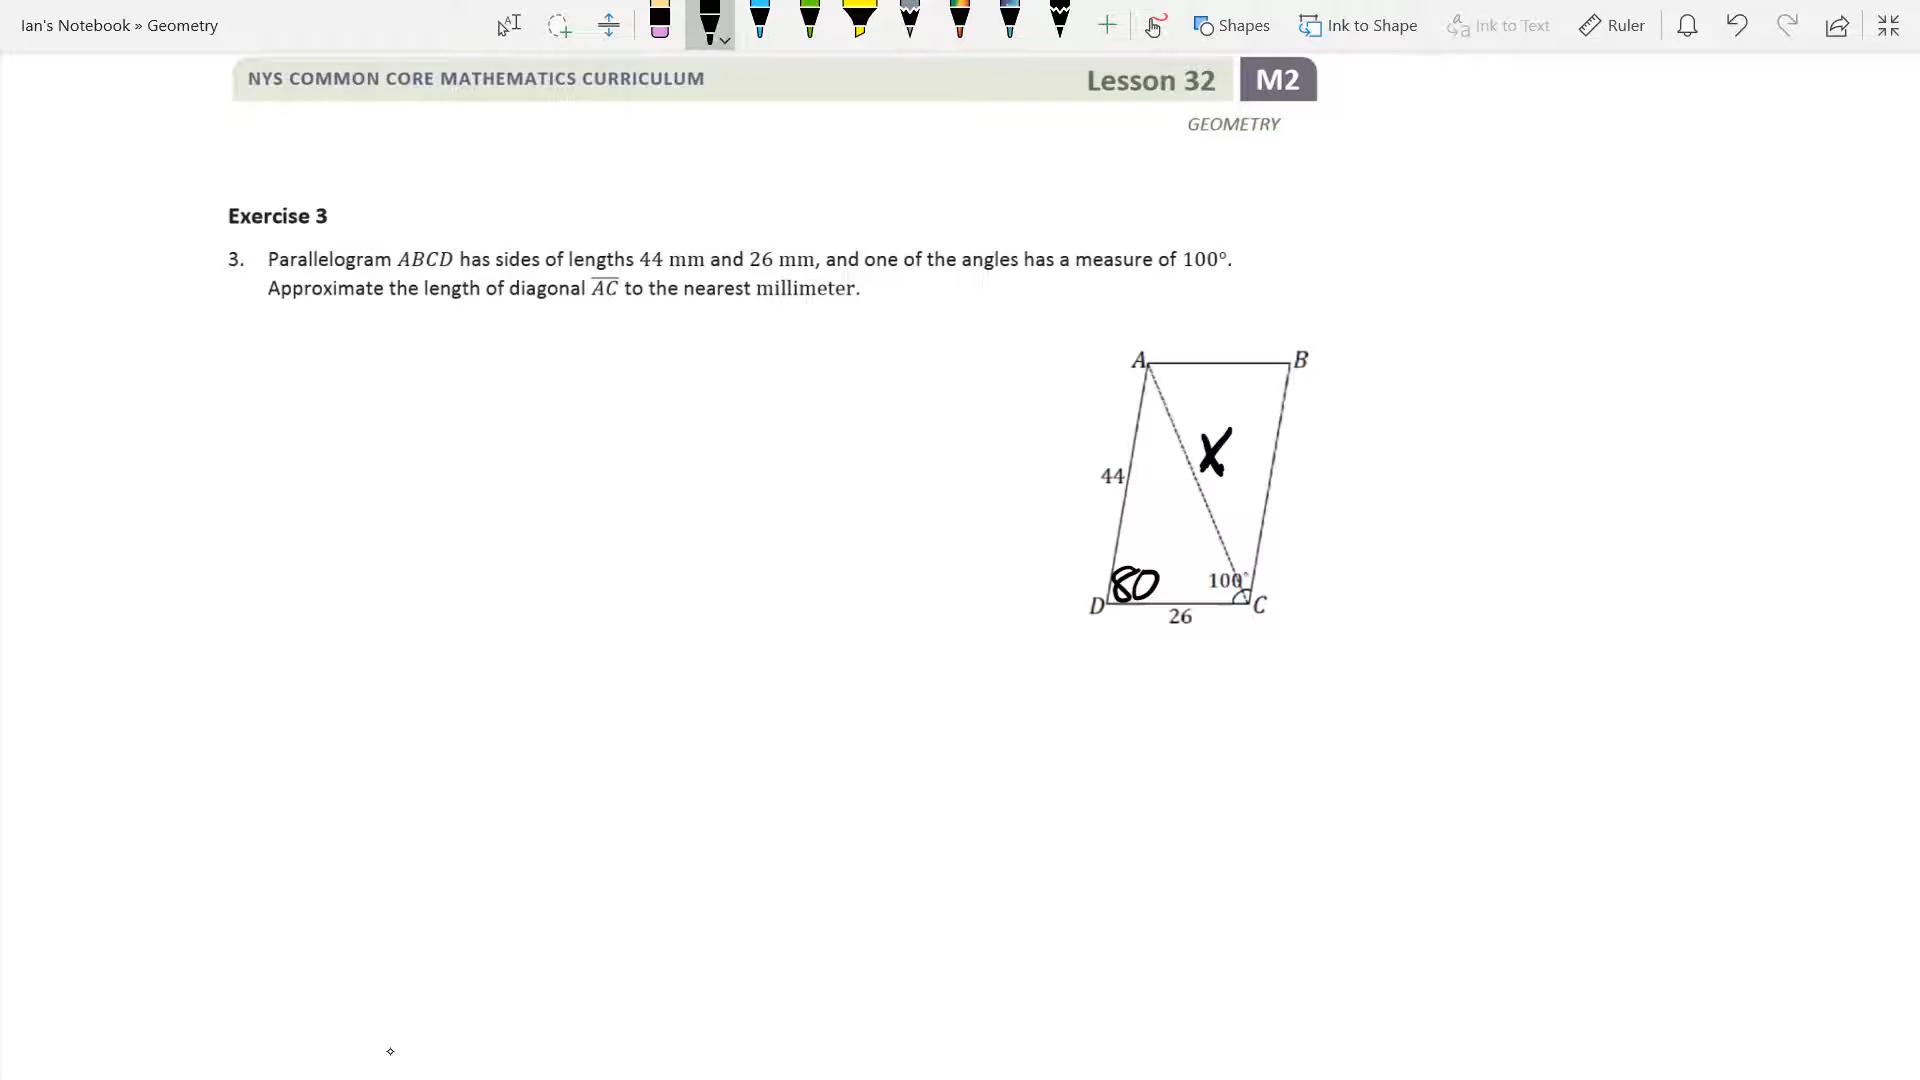 Ian's Notebook » Geometry
Shapes
Ink to Shape
Ink to Text
Ruler
NYS COMMON CORE MATHEMATICS CURRICULUM
Lesson 32
M2
GEOMETRY
Exercise 3
3. Parallelogram ABCD has sides of lengths 44 mm and 26 mm, and one of the angles has a measure of 100°.
Approximate the length of diagonal A̅C̅ to the nearest millimeter.
A
B
X
44
80
100°
D
C
26